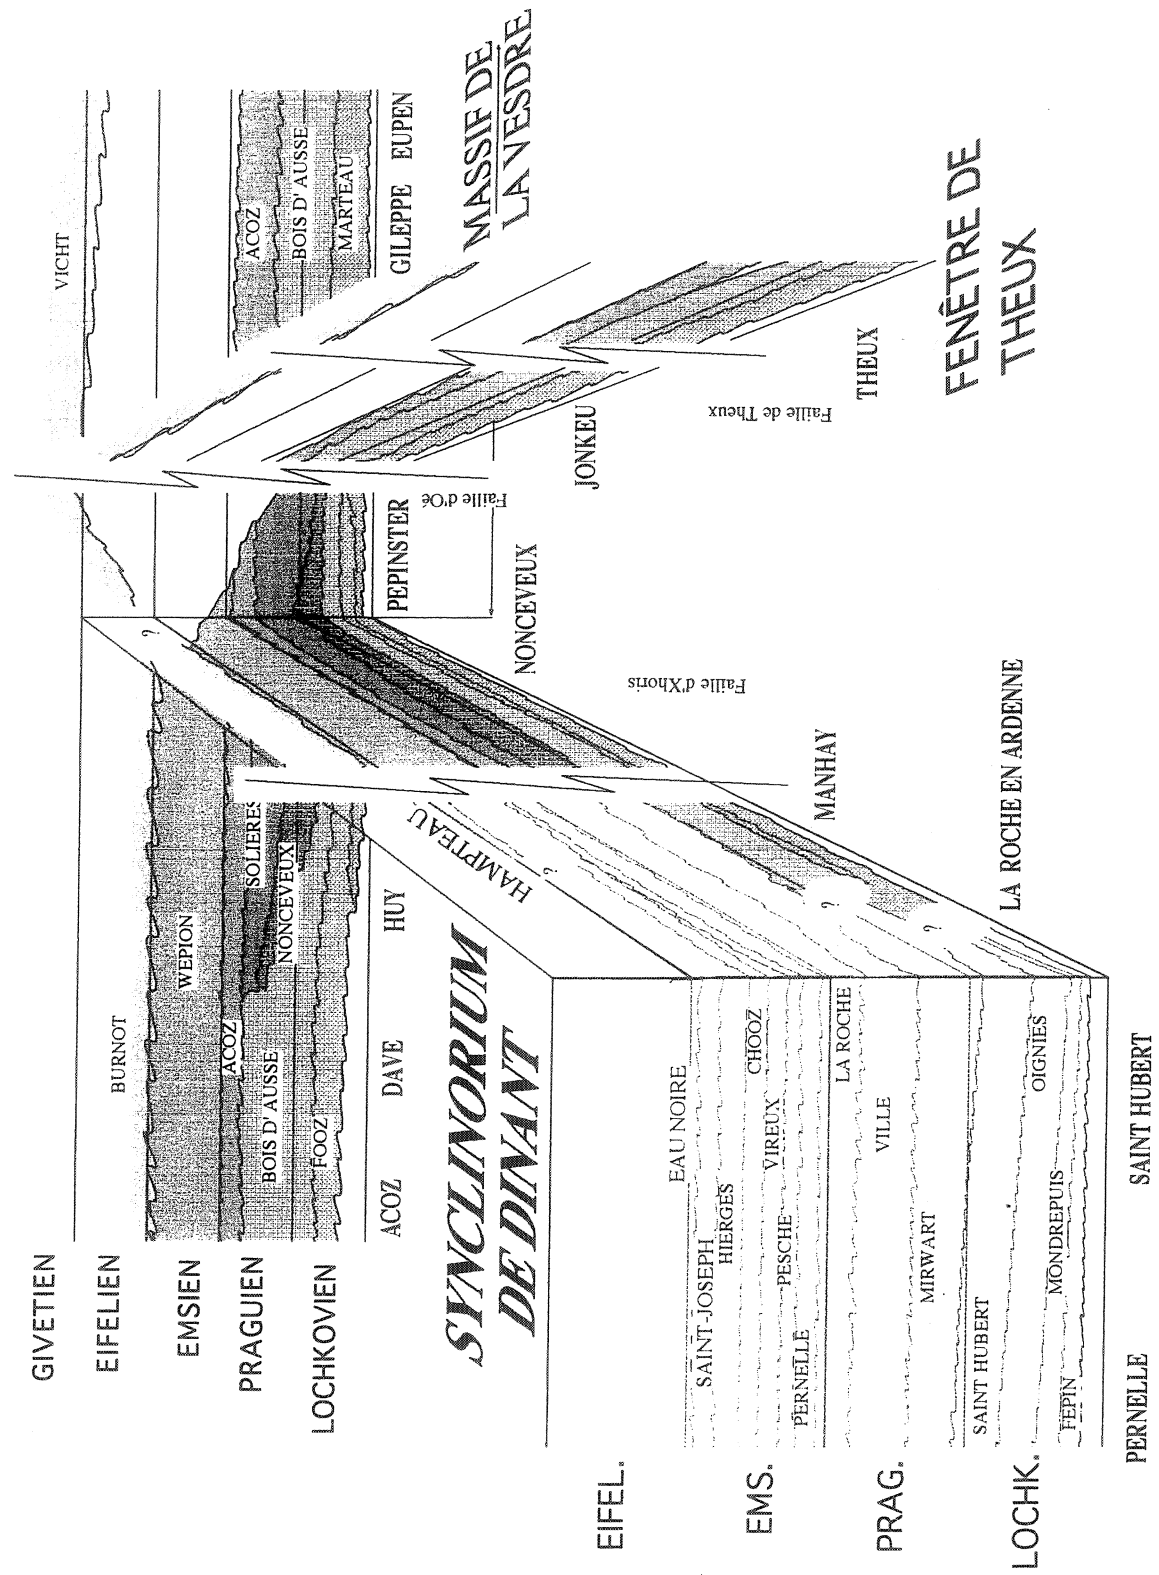 GIVETIEN
EIFELIEN
EMSIEN
PRAGUIEN
LOCHKOVIEN
BURNOT
WEPION
ACOZ
SOLIERES
NONCEVEUX
BOIS D'AUSSE
FOOZ
VICHT
ACOZ
BOIS D'AUSSE
MARTEAU
ACOZ
DAVE
HUY
PEPINSTER
GILEPPE
EUPEN
?
Faille d'Oé
NONCEVEUX
JONKEU
Faille de Theux
THEUX
MASSIF DE
LA VESDRE
FENÊTRE DE
THEUX
SYNCLINORIUM
DE DINANT
HAMPTEAU
?
?
?
Faille d'Xhoris
MANHAY
LA ROCHE EN ARDENNE
EIFEL.
EMS.
PRAG.
LOCHK.
EAU NOIRE
SAINT-JOSEPH
HIERGES
CHOOZ
VIREUX
PESCHE
PERNELLE
LA ROCHE
VILLE
MIRWART
SAINT HUBERT
OIGNIES
MONDREPUIS
FEPIN
PERNELLE
SAINT HUBERT